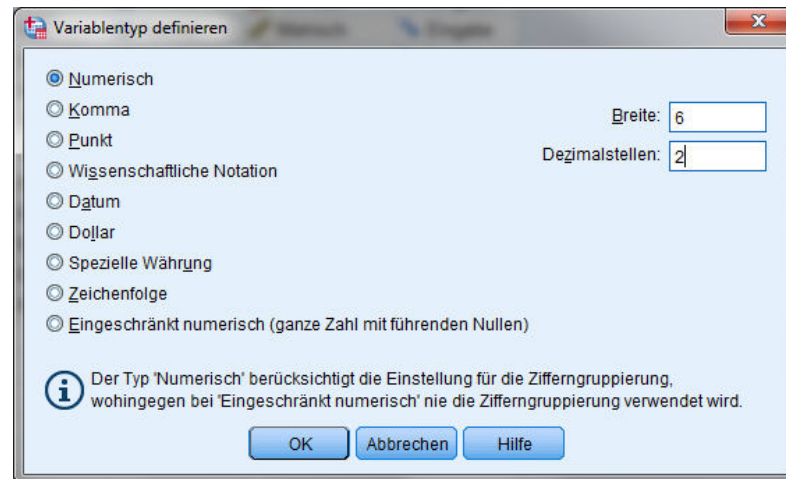 Variablentyp definieren
Numerisch
Komma
Punkt
Wissenschaftliche Notation
Datum
Dollar
Spezielle Währung
Zeichenfolge
Eingeschränkt numerisch (ganze Zahl mit führenden Nullen)
Breite: 6
Dezimalstellen: 2
Der Typ 'Numerisch' berücksichtigt die Einstellung für die Zifferngruppierung,
wohingegen bei 'Eingeschränkt numerisch' nie die Zifferngruppierung verwendet wird.
OK Abbrechen Hilfe